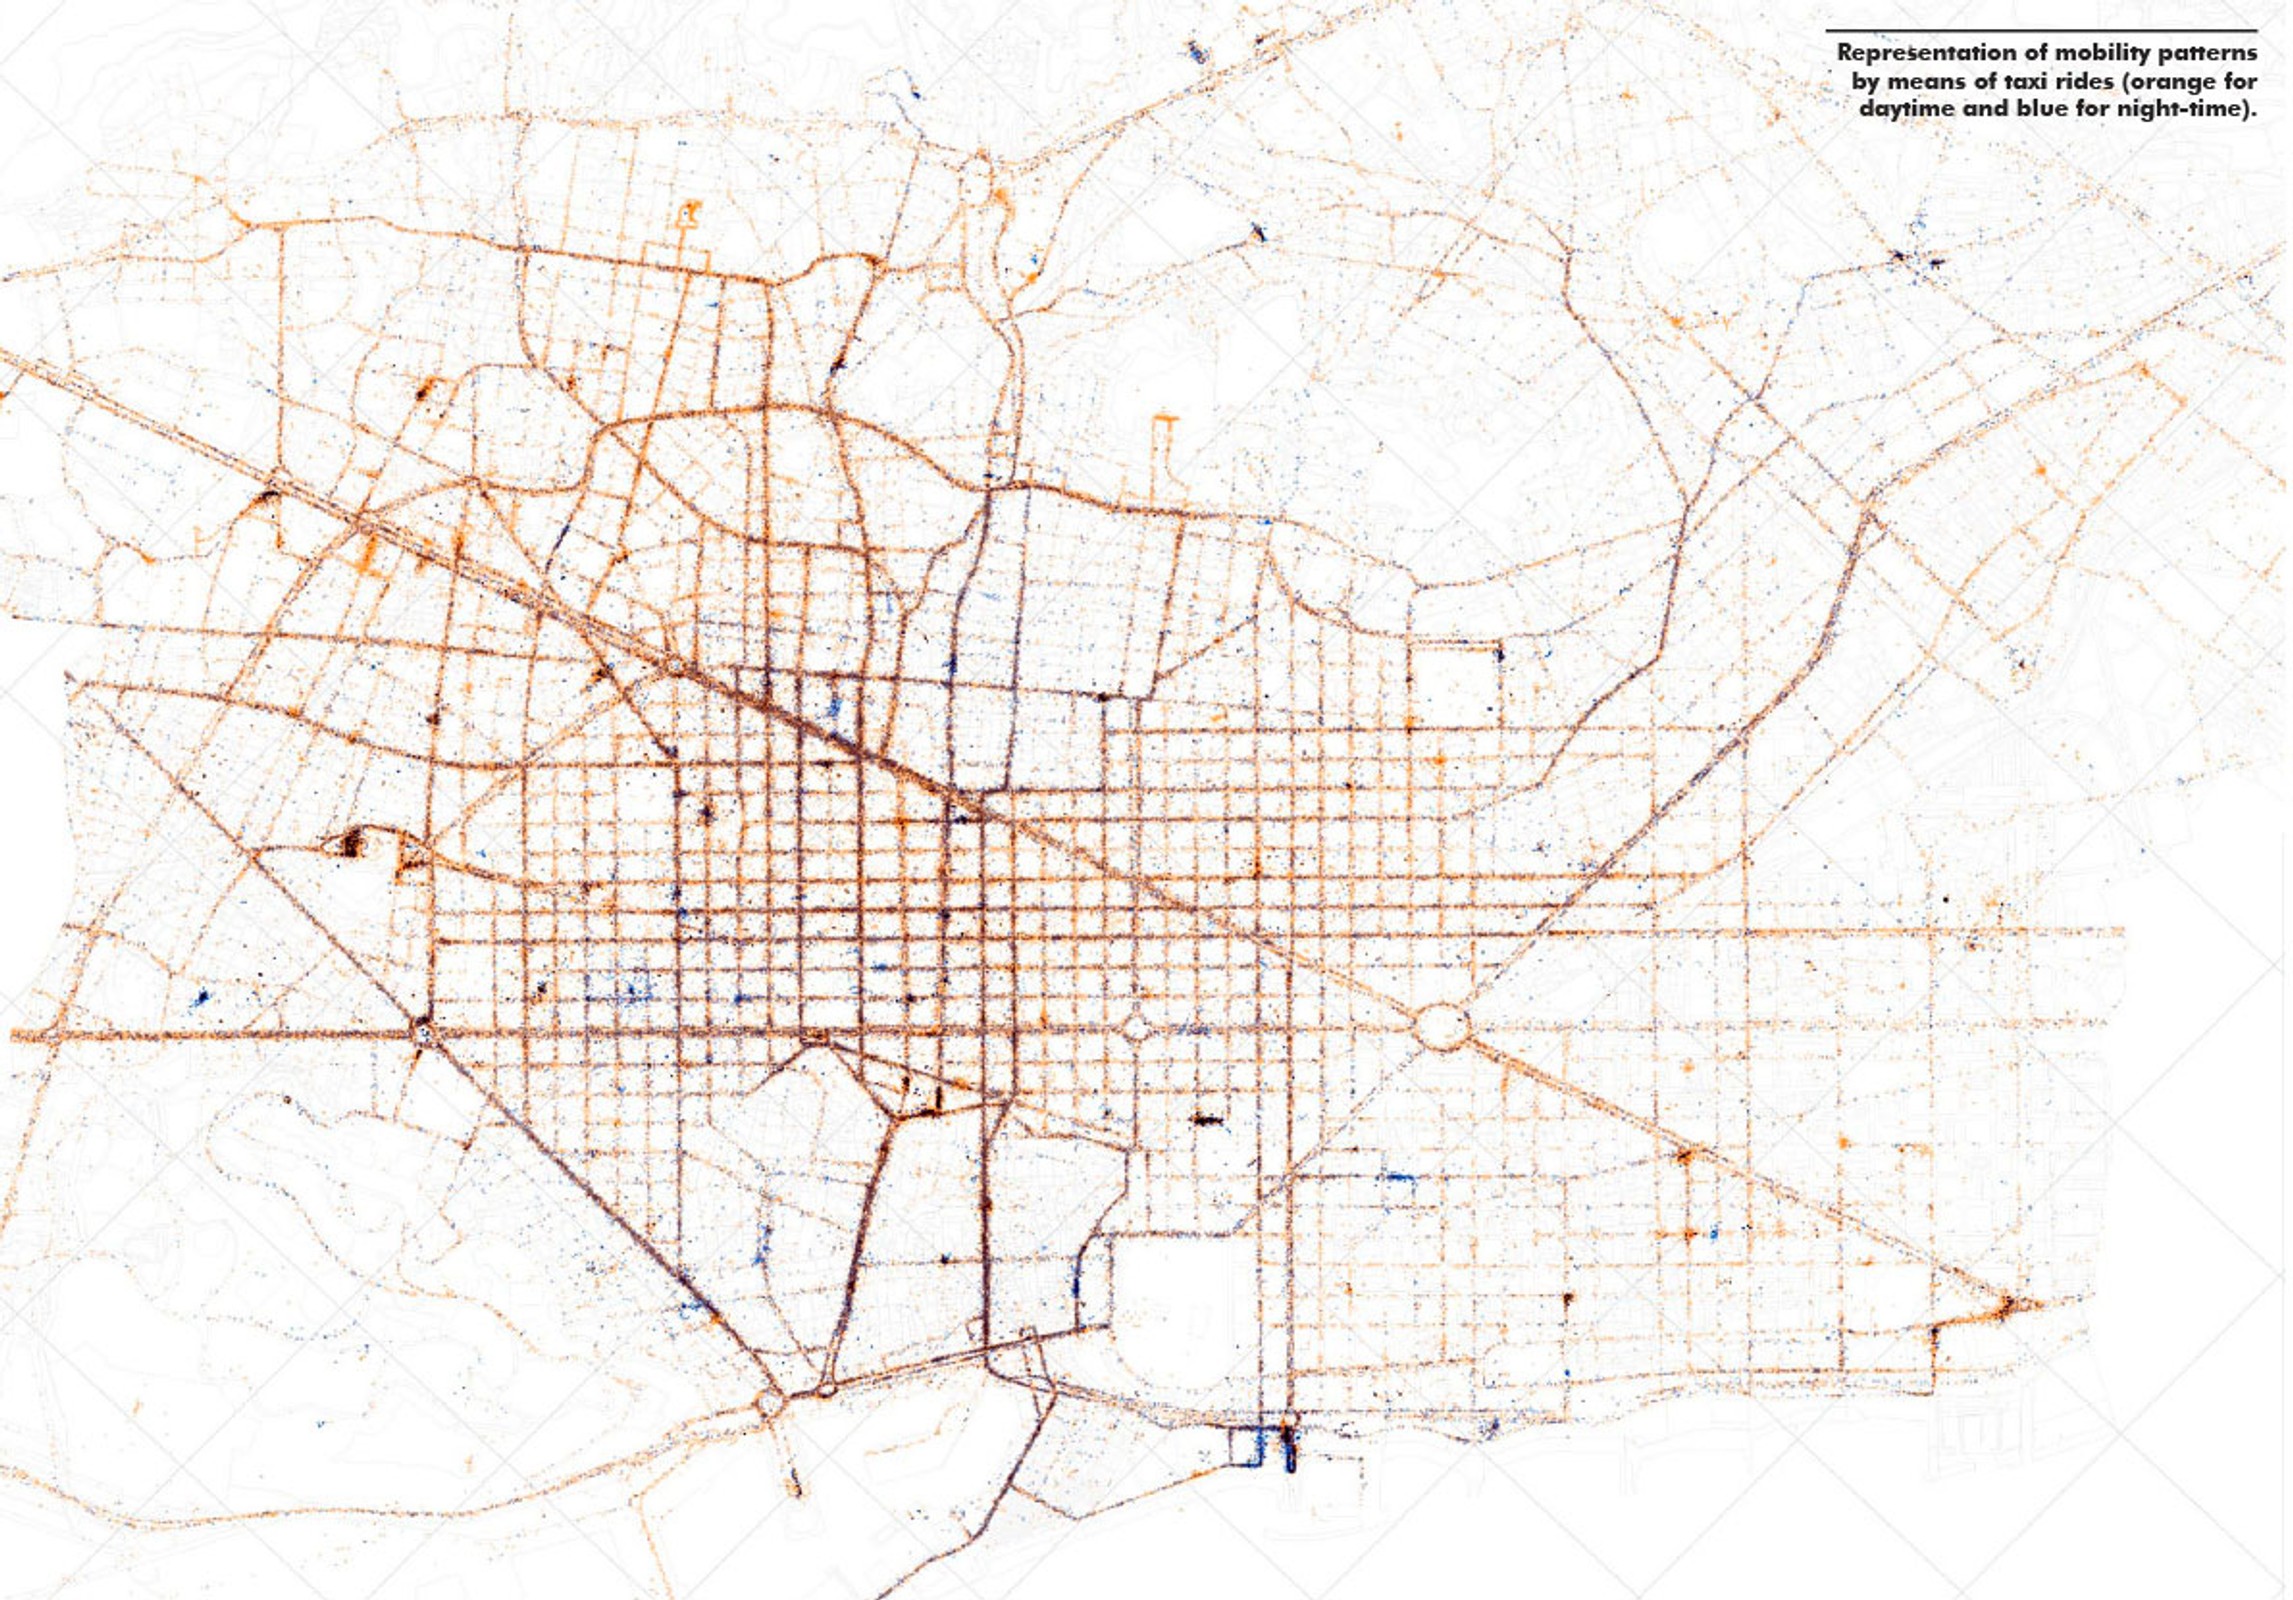 Representation of mobility patterns
by means of taxi rides (orange for
daytime and blue for night-time).